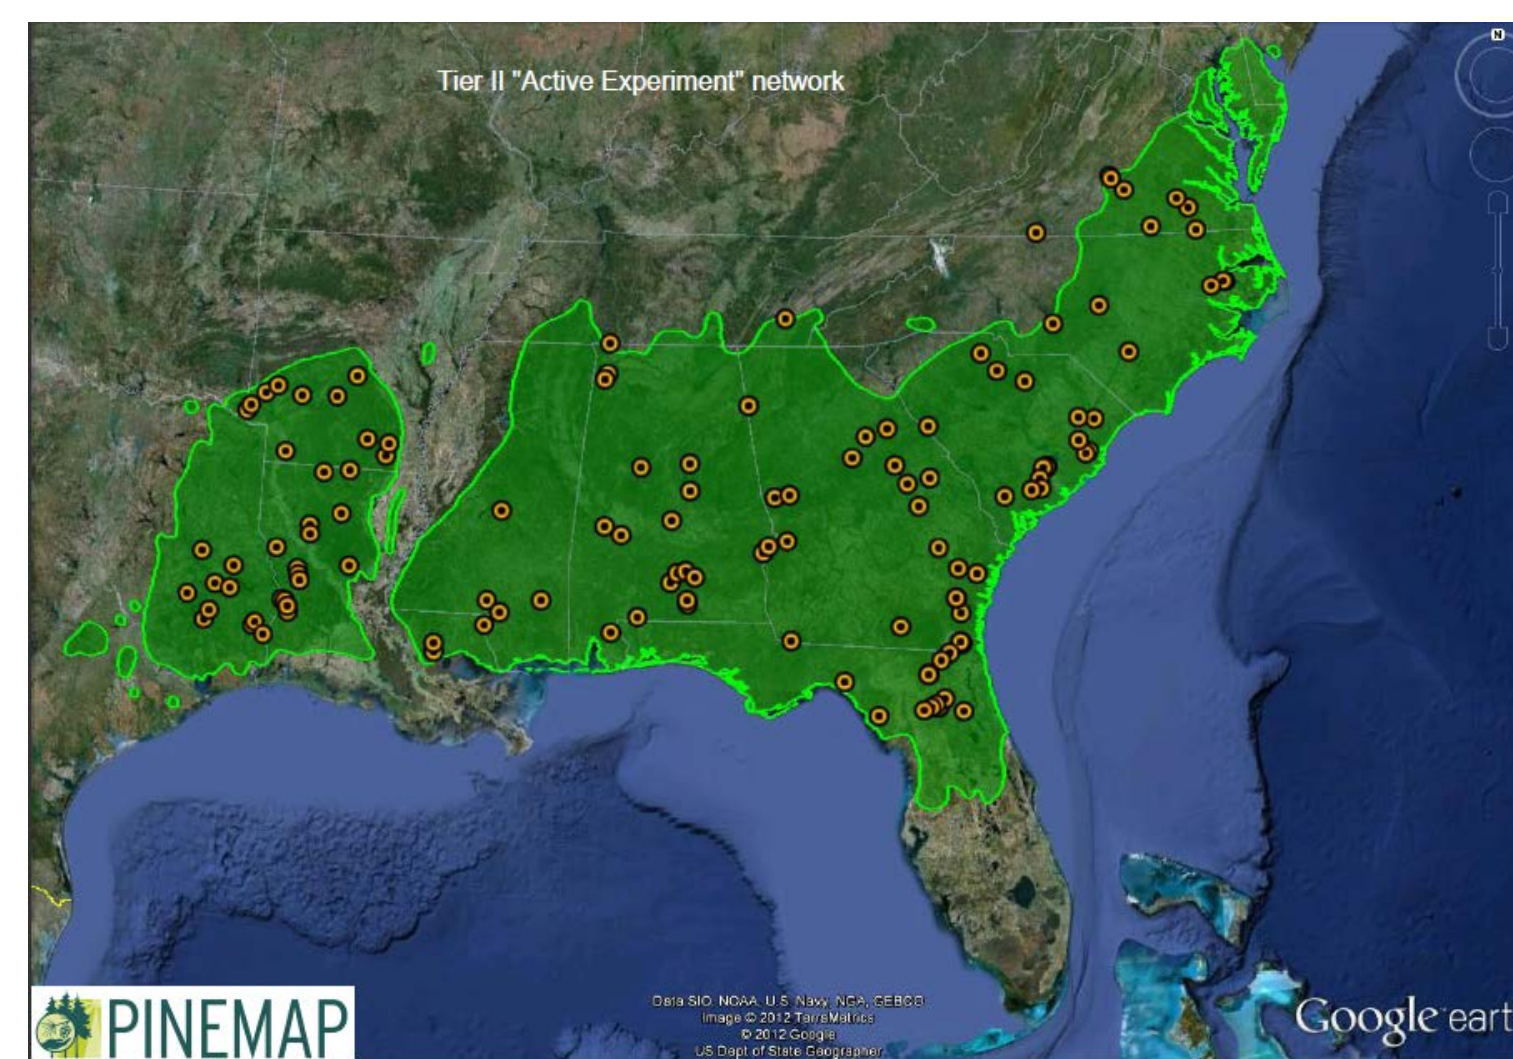 N
Tier II "Active Experiment" network
Data SIO, NOAA, U.S. Navy, NGA, GEBCO
Image © 2012 TerraMetrics
© 2012 Google
US Dept of State Geographer
PINEMAP
Google eart